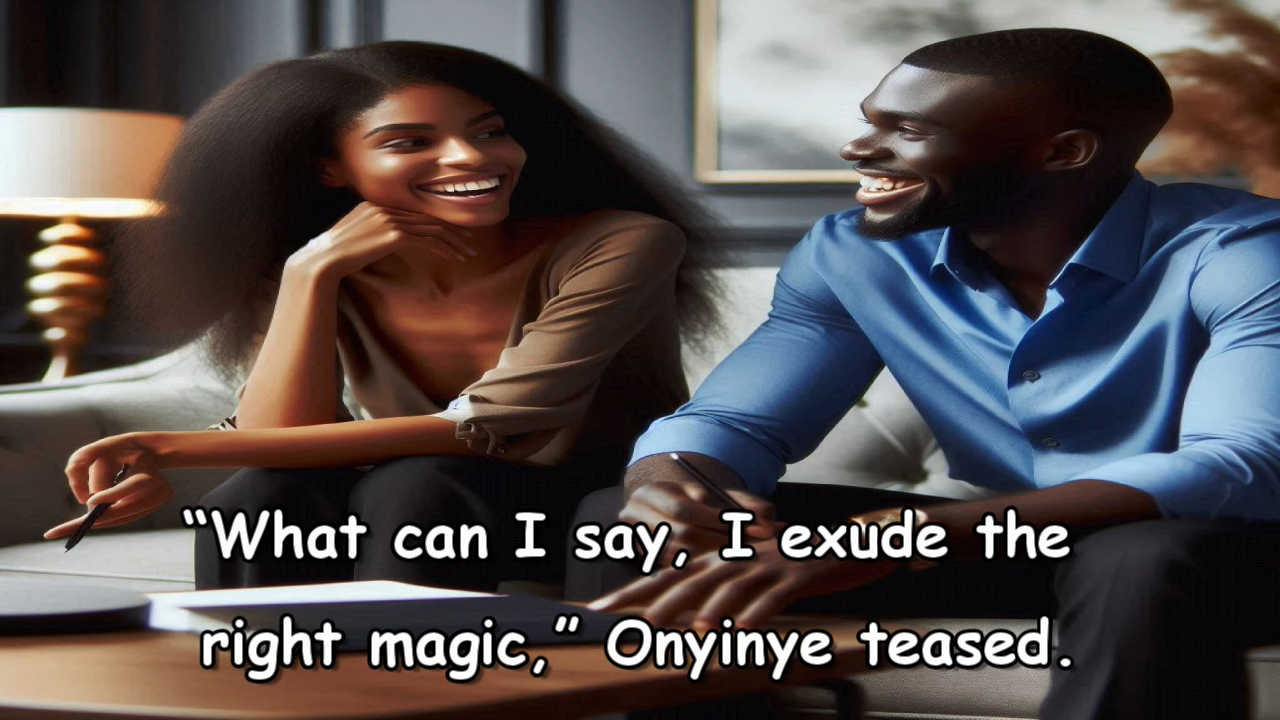 “What can I say, I exude the
right magic,” Onyinye teased.